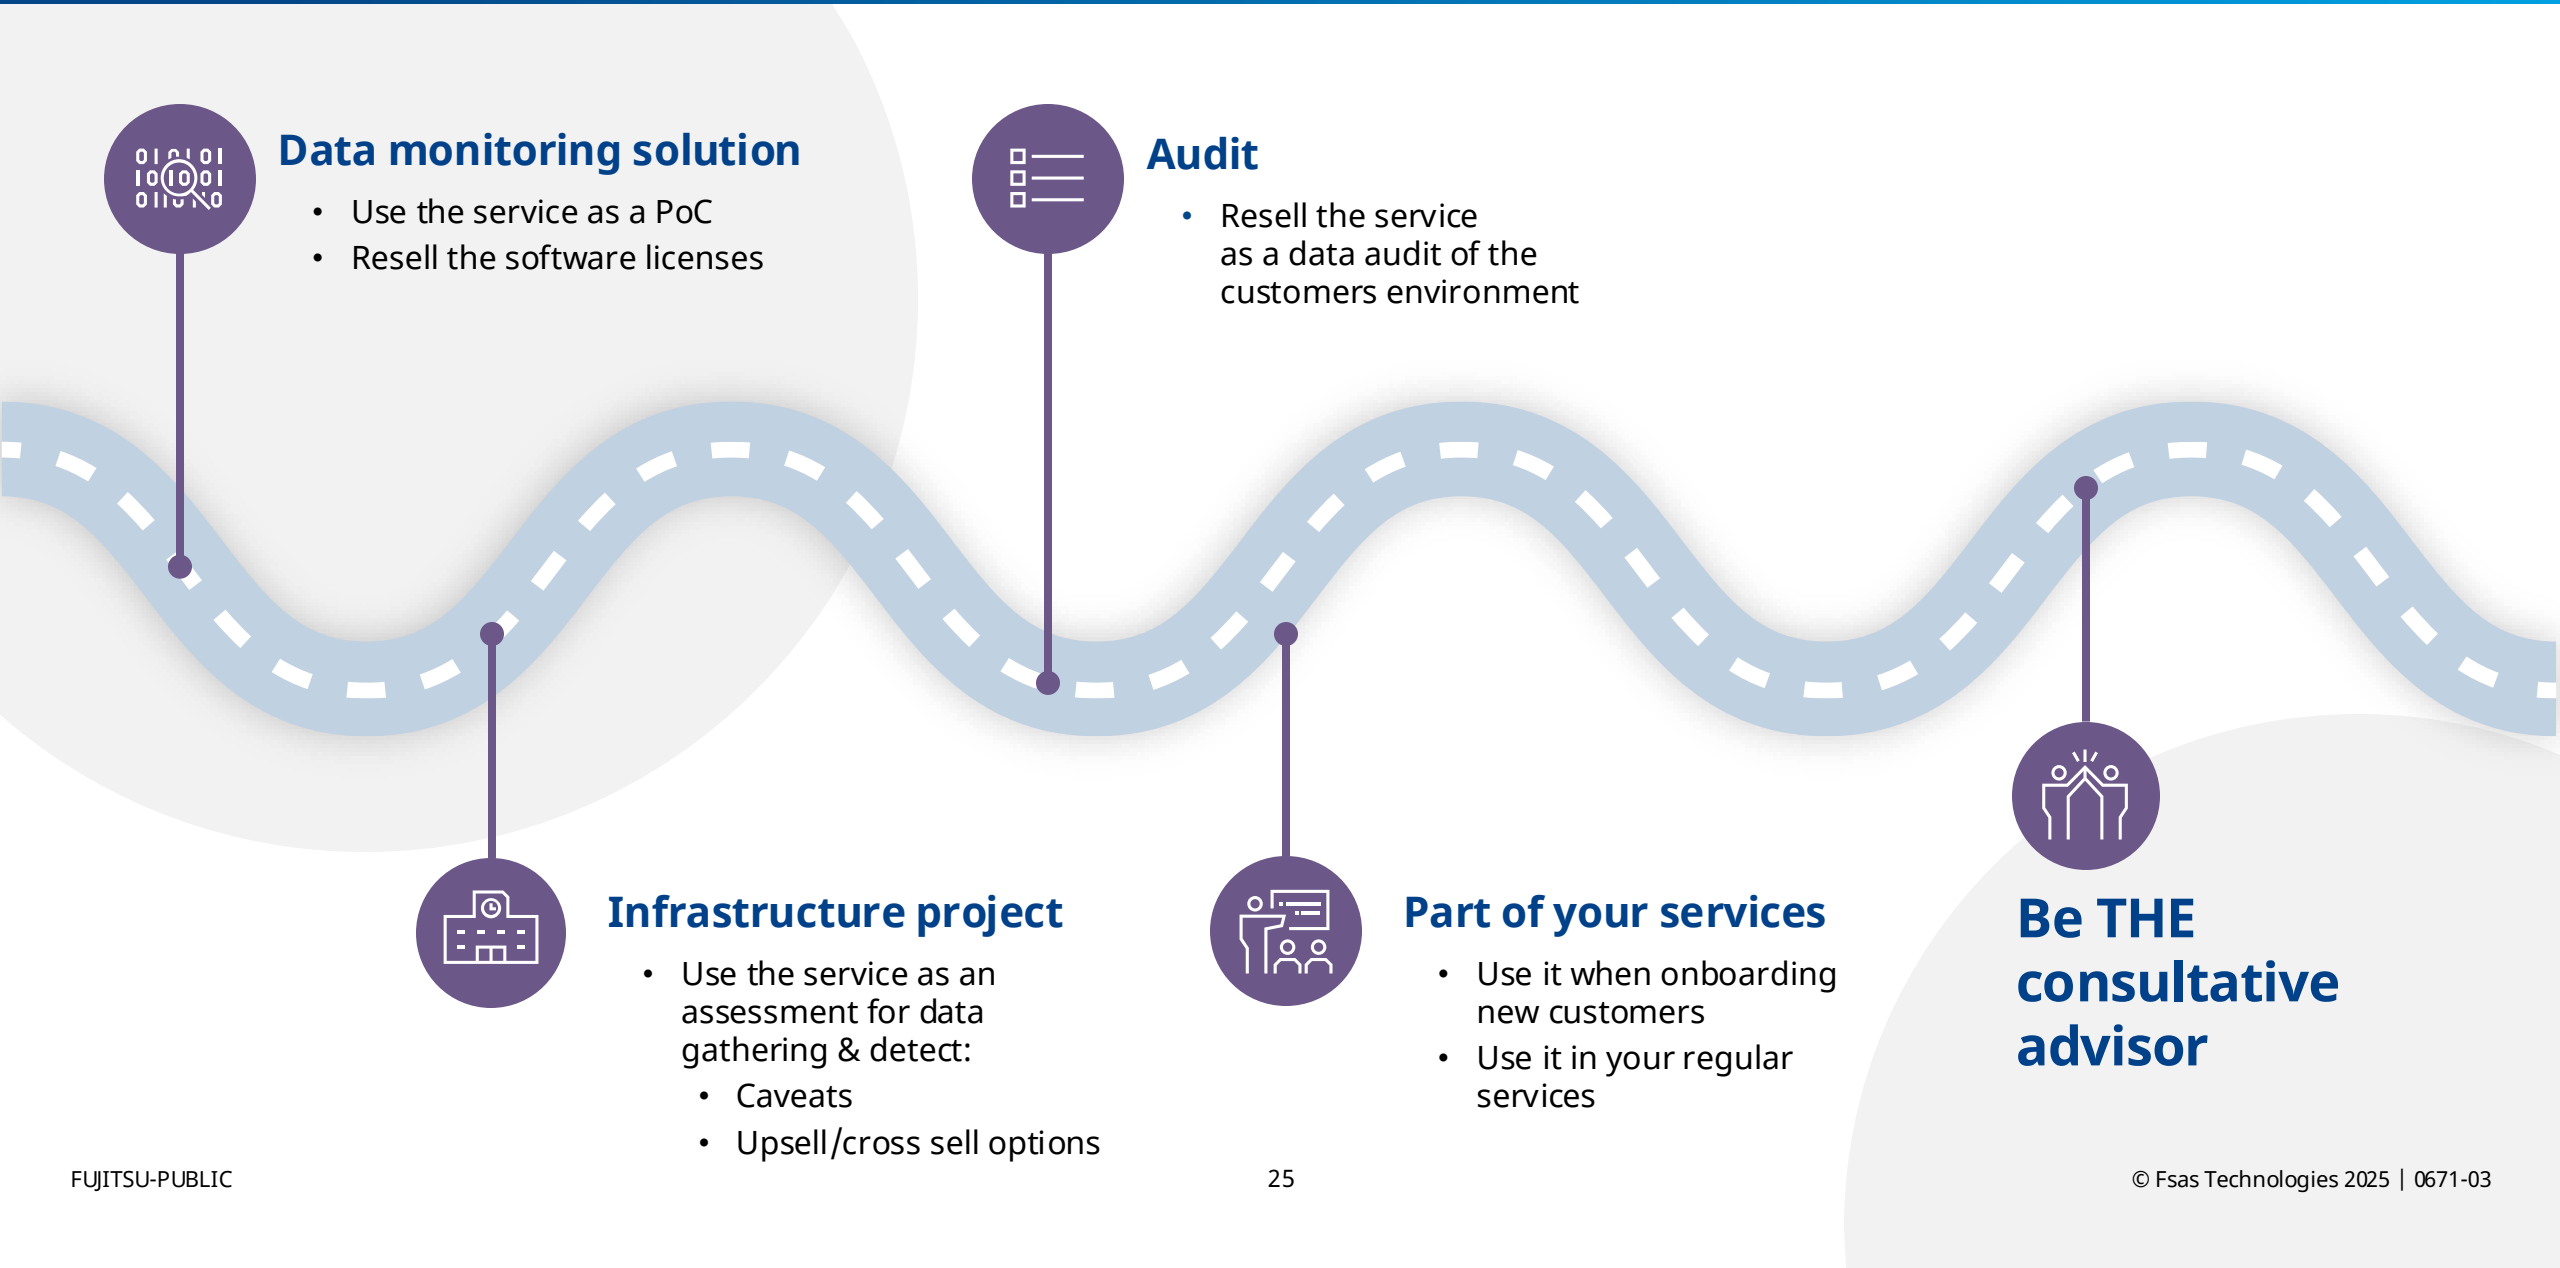 Data monitoring solution
• Use the service as a PoC
• Resell the software licenses
Audit
• Resell the service
as a data audit of the
customers environment
Infrastructure project
• Use the service as an
assessment for data
gathering & detect:
• Caveats
• Upsell/cross sell options
Part of your services
• Use it when onboarding
new customers
• Use it in your regular
services
Be THE
consultative
advisor
FUJITSU-PUBLIC
25
© Fsas Technologies 2025 | 0671-03